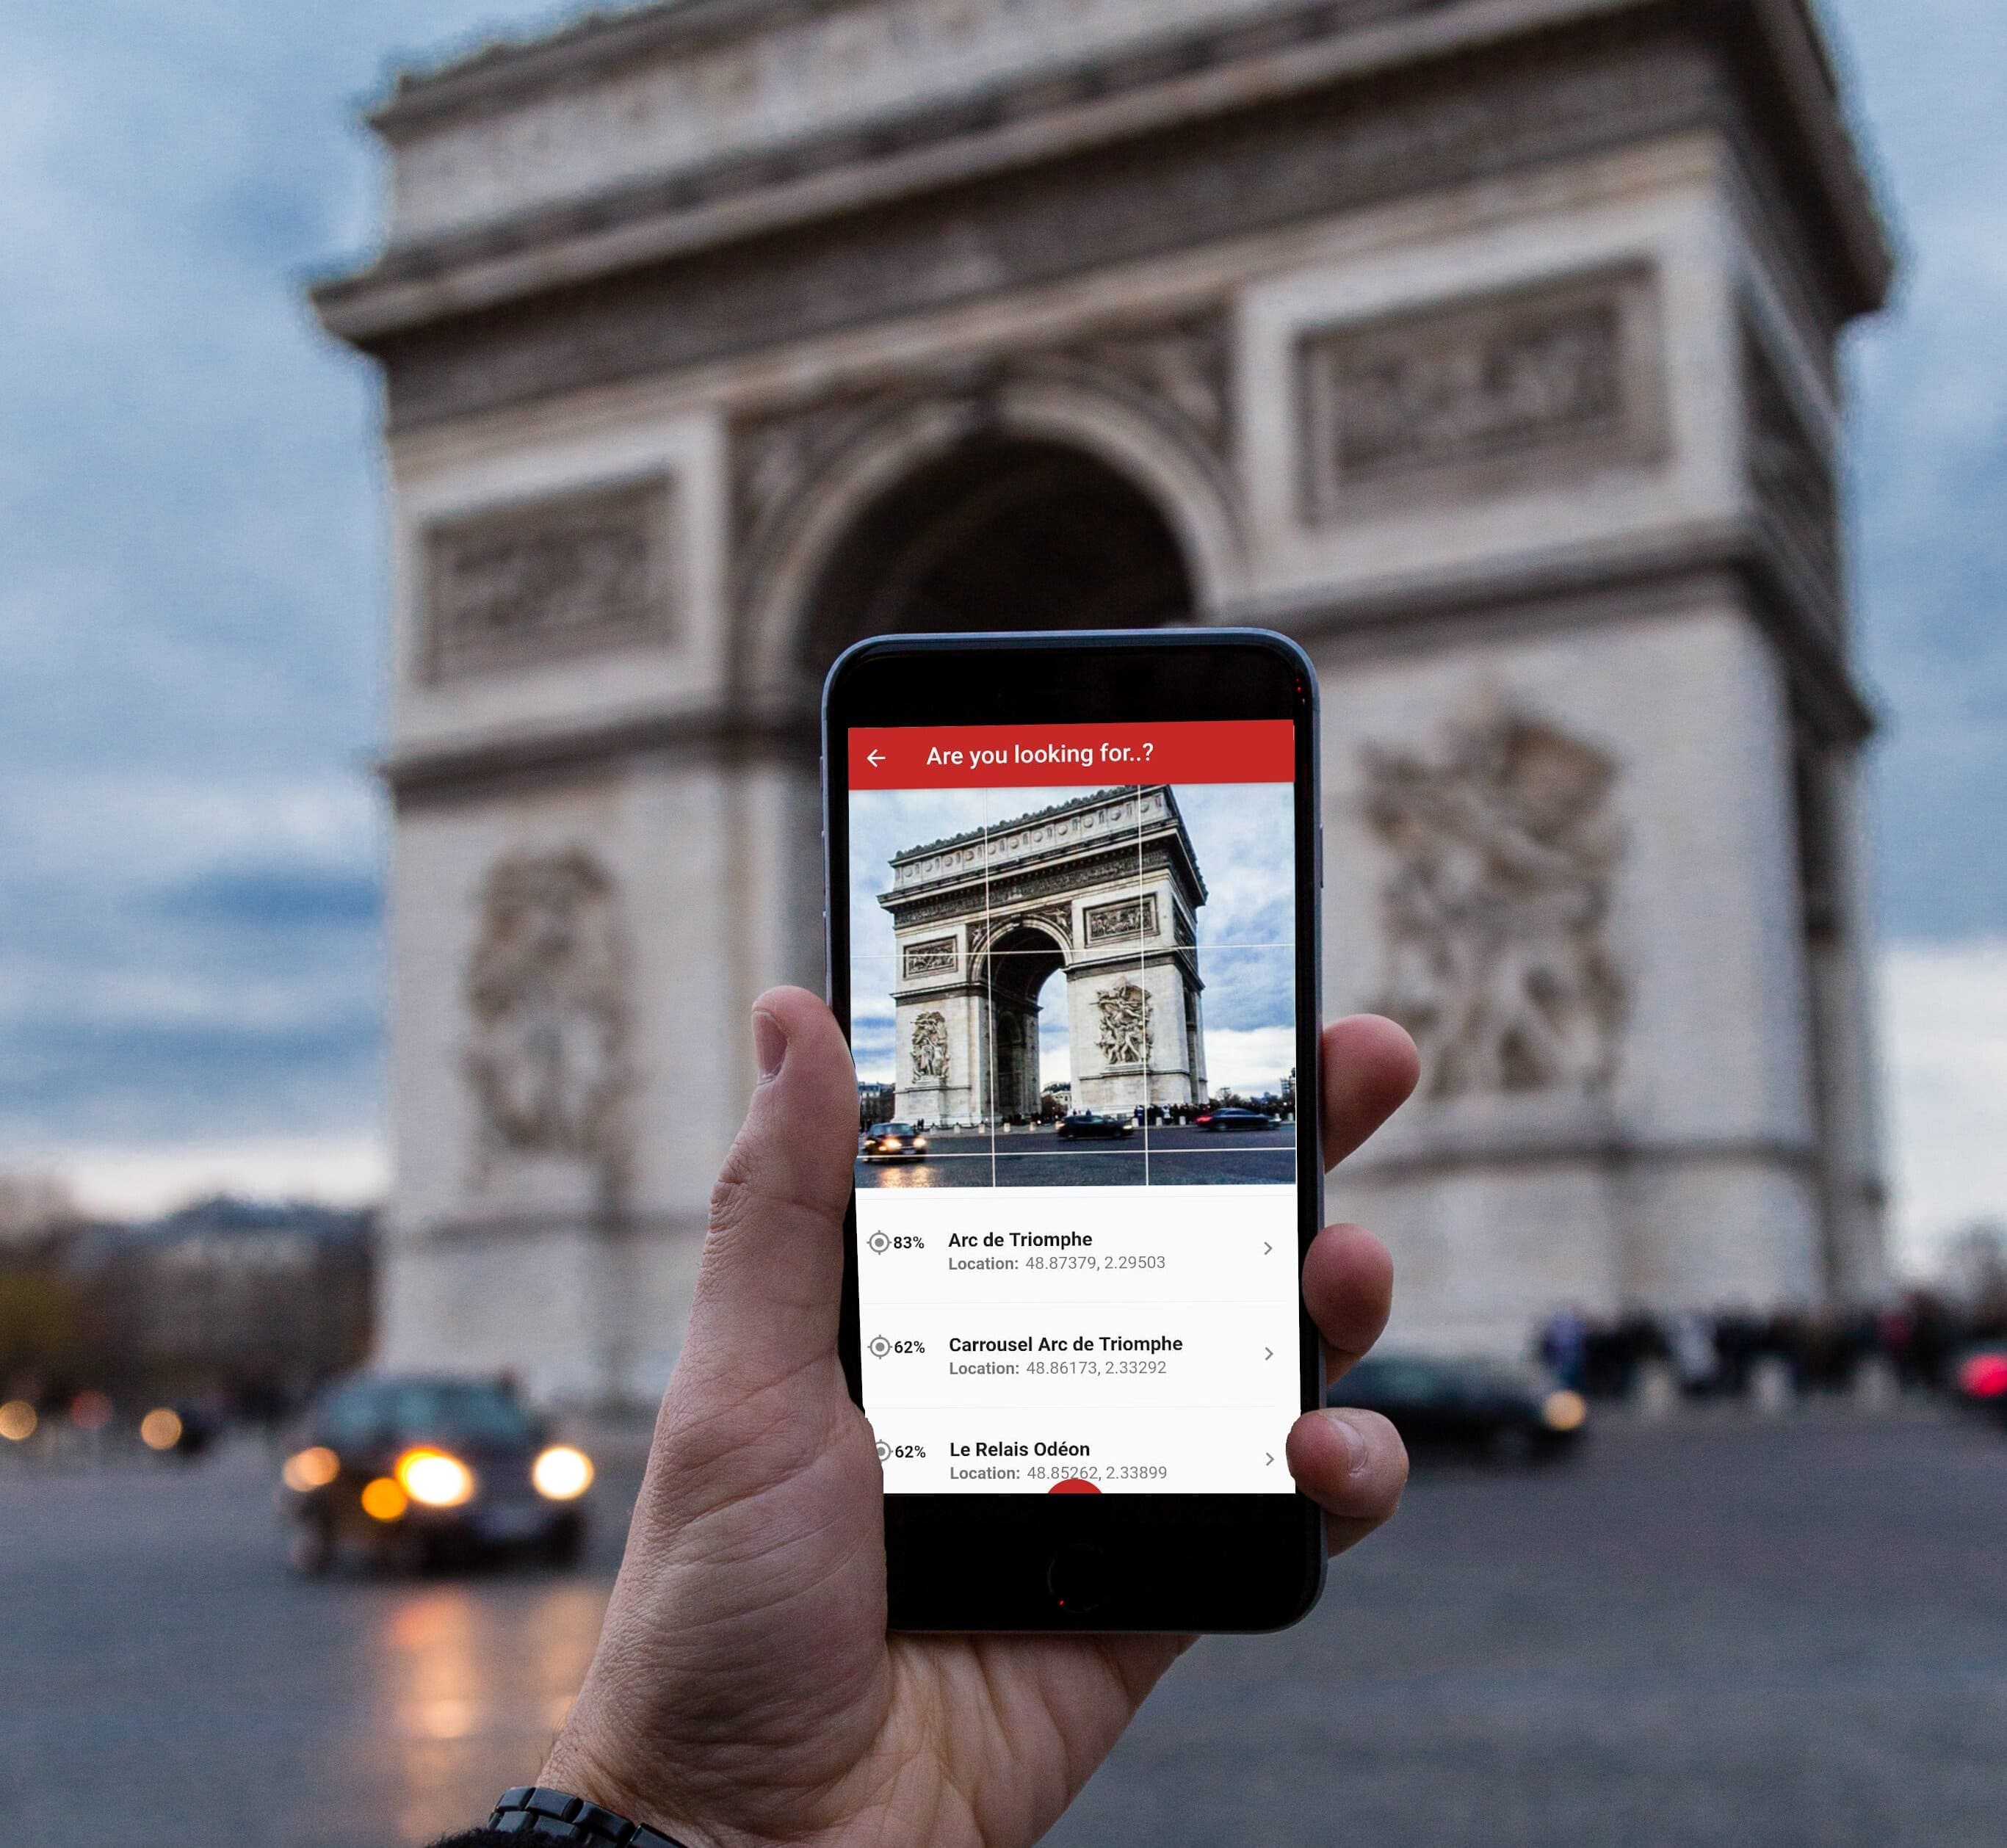 Are you looking for..?
83% Arc de Triomphe
Location: 48.87379, 2.29503
62% Carrousel Arc de Triomphe
Location: 48.86173, 2.33292
62% Le Relais Odéon
Location: 48.85262, 2.33899